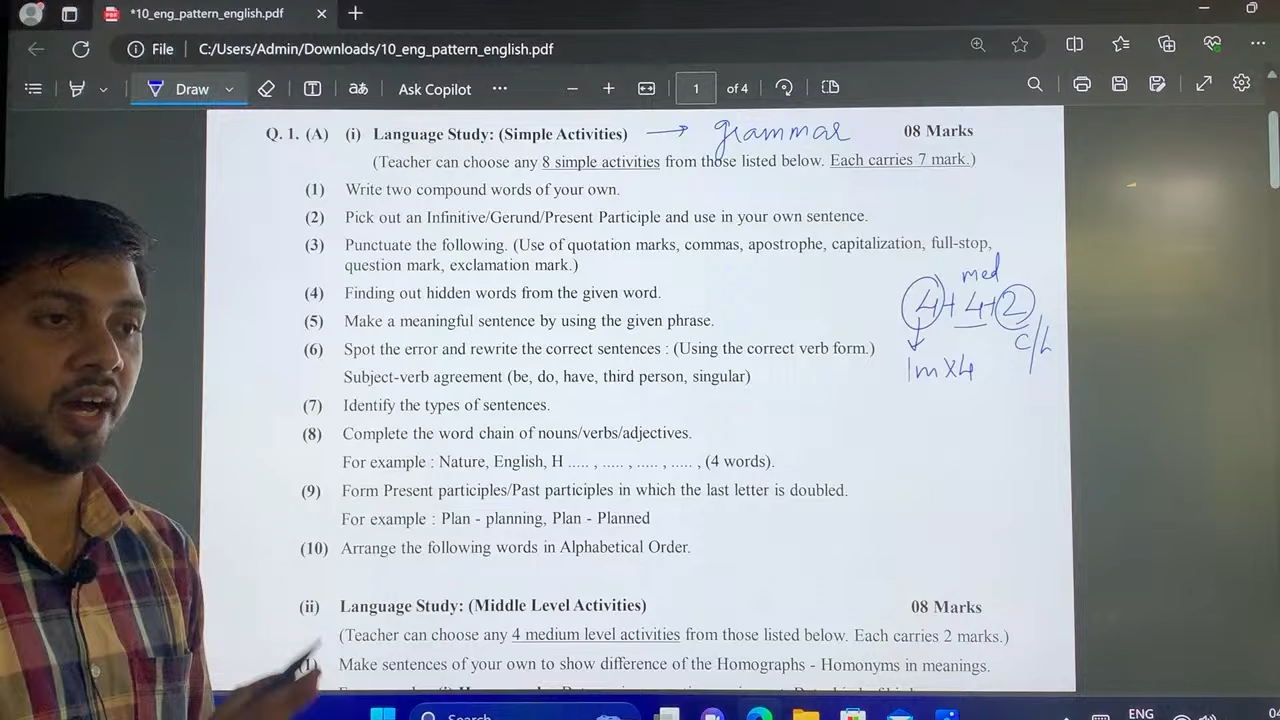 *10_eng_pattern_english.pdf
File C:/Users/Admin/Downloads/10_eng_pattern_english.pdf
Draw aあ Ask Copilot 1 of 4
Q. 1. (A) (i) Language Study: (Simple Activities) → grammar 08 Marks
(Teacher can choose any 8 simple activities from those listed below. Each carries 7 mark.)
(1) Write two compound words of your own.
(2) Pick out an Infinitive/Gerund/Present Participle and use in your own sentence.
(3) Punctuate the following. (Use of quotation marks, commas, apostrophe, capitalization, full-stop,
question mark, exclamation mark.)
med
(4) Finding out hidden words from the given word. 4+4+2
(5) Make a meaningful sentence by using the given phrase.
(6) Spot the error and rewrite the correct sentences : (Using the correct verb form.) C/L
Subject-verb agreement (be, do, have, third person, singular) 1m×4
(7) Identify the types of sentences.
(8) Complete the word chain of nouns/verbs/adjectives.
For example : Nature, English, H ..... , ..... , ..... , ..... , (4 words).
(9) Form Present participles/Past participles in which the last letter is doubled.
For example : Plan - planning, Plan - Planned
(10) Arrange the following words in Alphabetical Order.
(ii) Language Study: (Middle Level Activities) 08 Marks
(Teacher can choose any 4 medium level activities from those listed below. Each carries 2 marks.)
(1) Make sentences of your own to show difference of the Homographs - Homonyms in meanings.
Search ENG